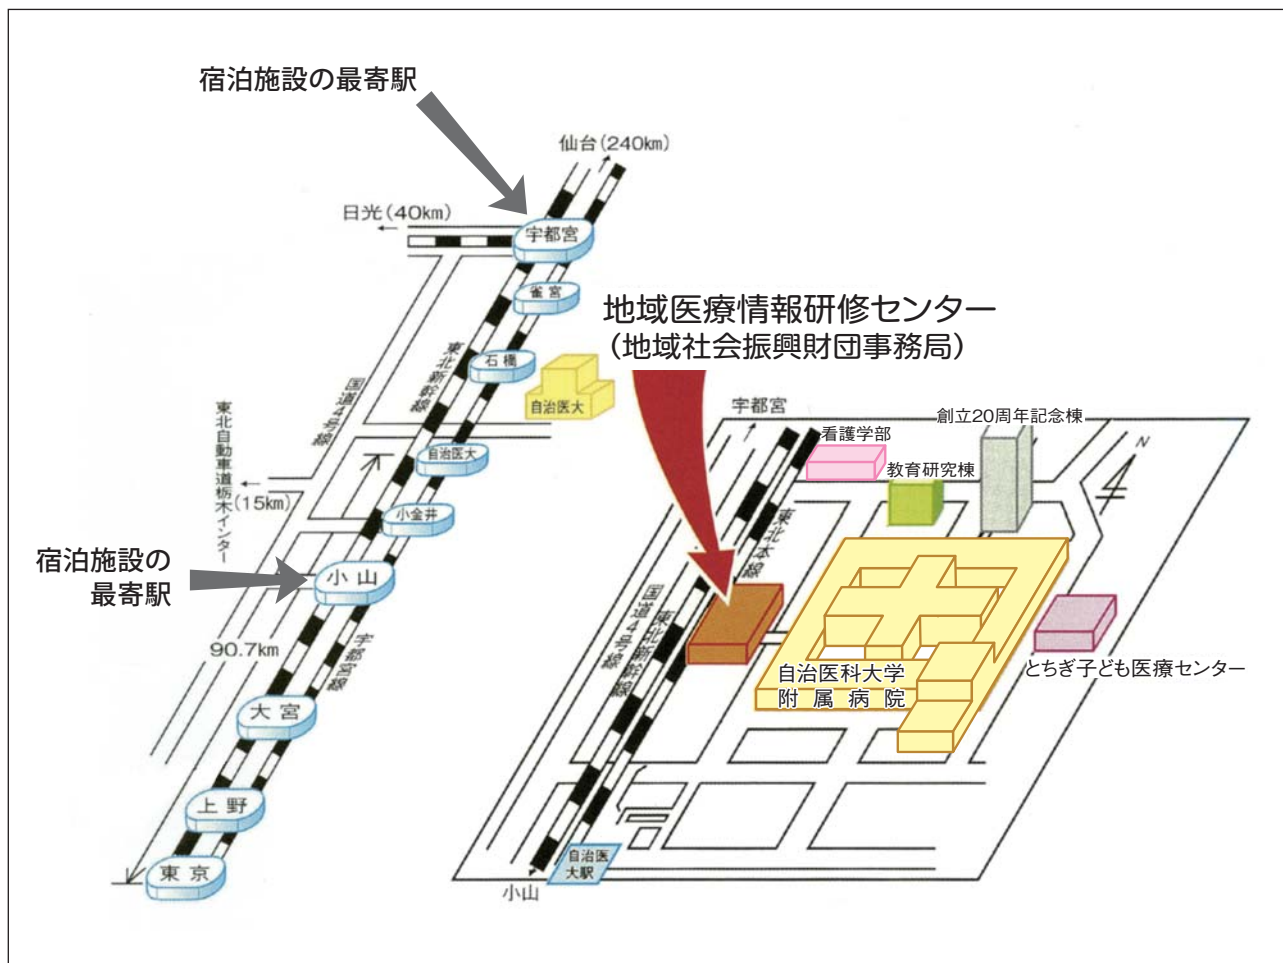 宿泊施設の最寄駅
仙台(240km)
日光(40km)
宇都宮
雀宮
石橋
自治医大
東北新幹線
国道4号線
東北自動車道栃木インター
(15km)
自治医大
小金井
宿泊施設の
最寄駅
小山
90.7km
宇都宮線
大宮
上野
東京
地域医療情報研修センター
(地域社会振興財団事務局)
宇都宮
看護学部
創立20周年記念棟
教育研究棟
N
東北本線
国道4号線
東北新幹線
自治医科大学
附属病院
とちぎ子ども医療センター
自治医
大駅
小山